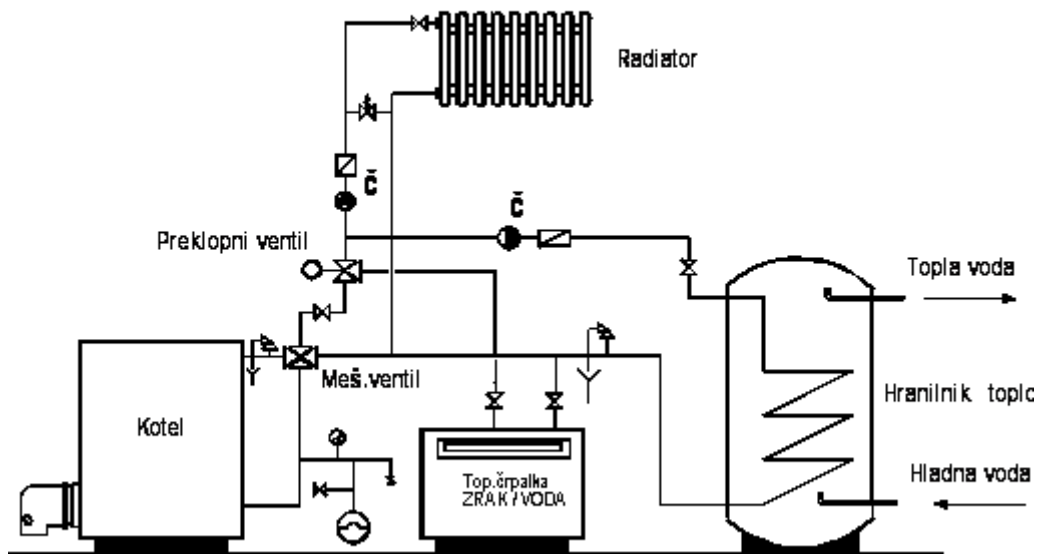 Radiator
Č
Č
Preklopni ventil
Topla voda
Meš.ventil
Hranilnik toplo
Kotel
Top.črpalka
ZRAK / VODA
Hladna voda